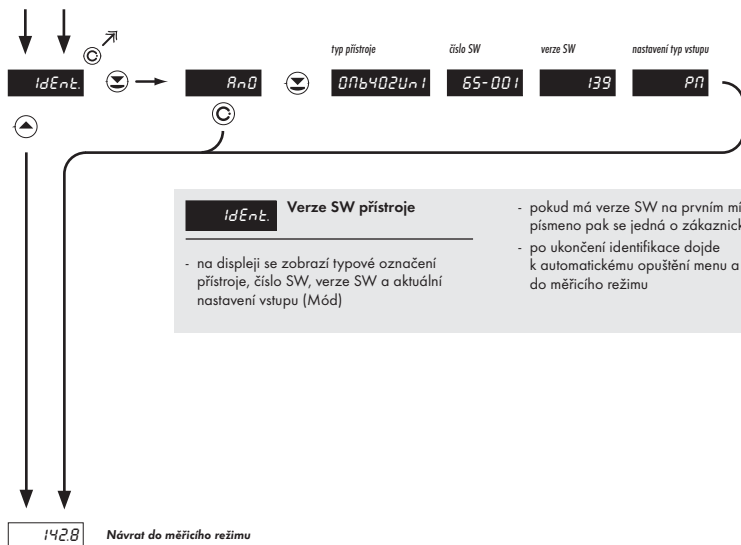 typ přístroje číslo SW verze SW nastavení typ vstupu
IdEnt. AnO OMb402UnI 65-001 139 PM
IdEnt. Verze SW přístroje
- na displeji se zobrazí typové označení
přístroje, číslo SW, verze SW a aktuální
nastavení vstupu (Mód)
- pokud má verze SW na prvním
písmeno pak se jedná o
- po ukončení identifikace dojde
k automatickému opuštění menu a
do měřicího režimu
142.8 Návrat do měřicího režimu